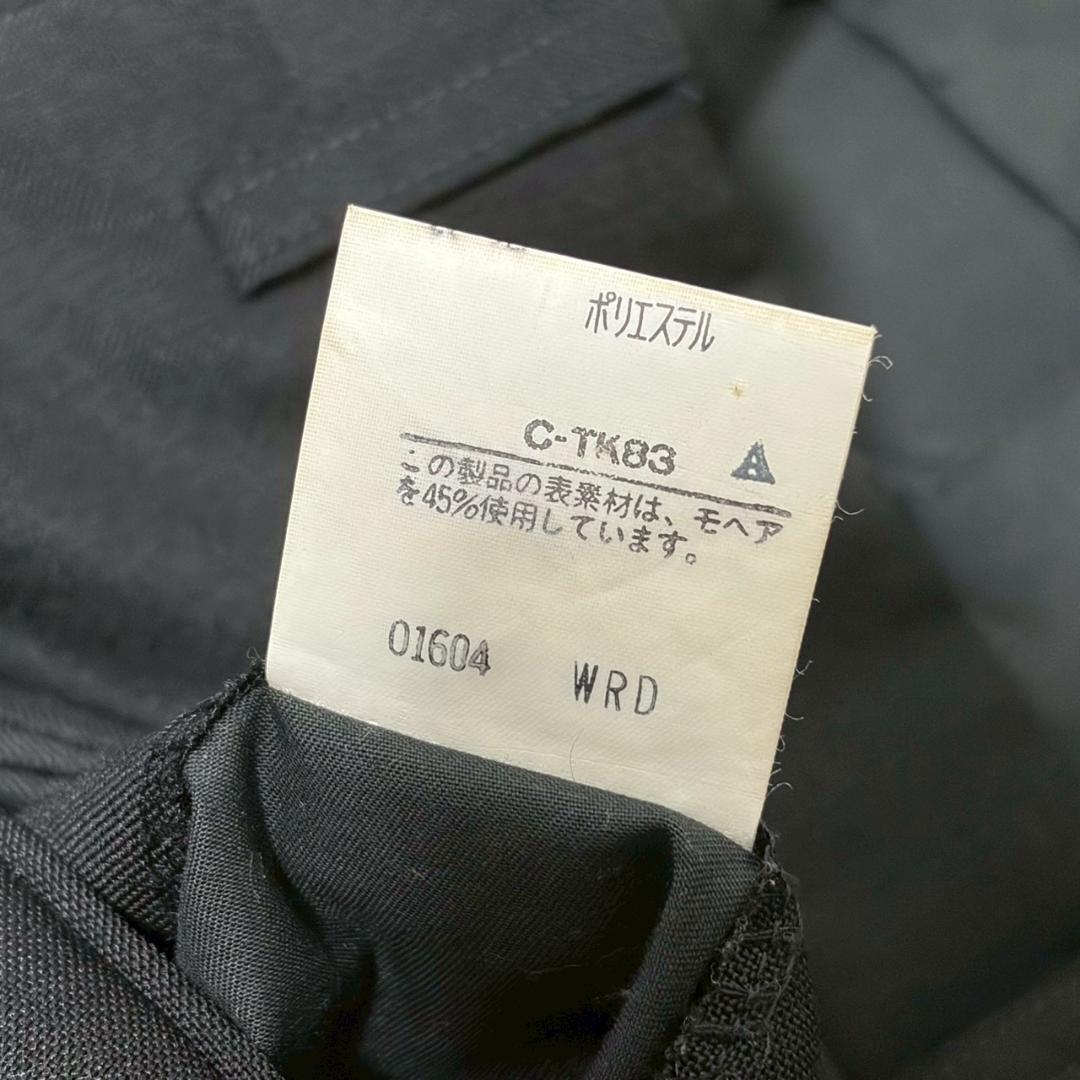 ポリエステル
C-TK83 A
この製品の表素材は、モヘア
を45%使用しています。
01604 WRD